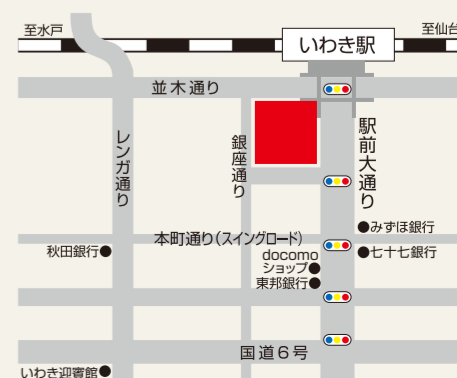 至水戸
至仙台
いわき駅
並木通り
レンガ通り
銀座通り
駅前大通り
みずほ銀行
本町通り(スイングロード)
秋田銀行
七十七銀行
docomo
ショップ
東邦銀行
国道6号
いわき迎賓館